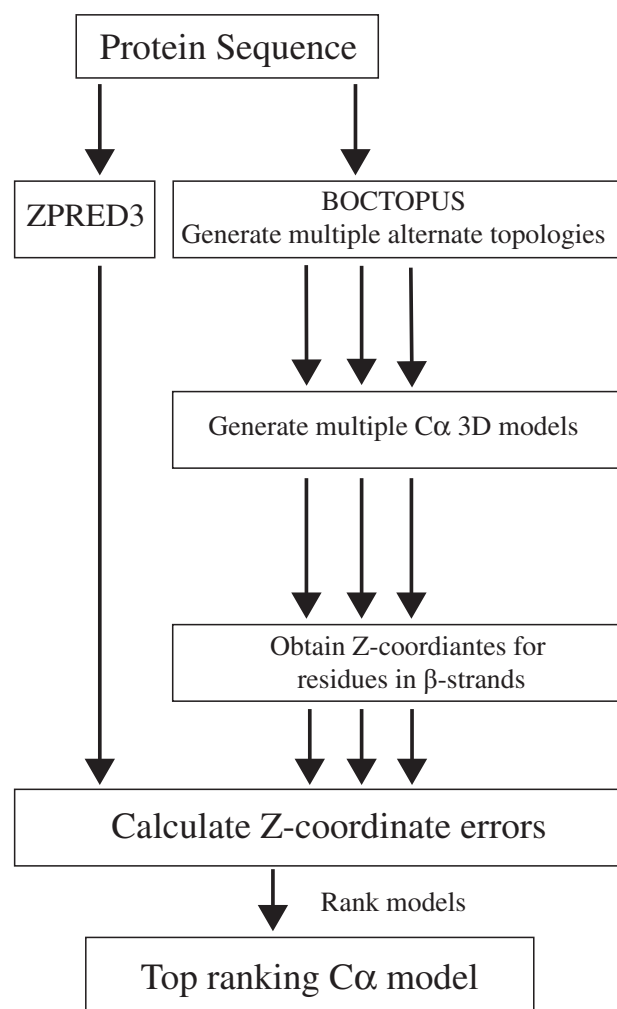 Protein Sequence
ZPRED3
BOCTOPUS
Generate multiple alternate topologies
Generate multiple Cα 3D models
Obtain Z-coordiantes for
residues in β-strands
Calculate Z-coordinate errors
Rank models
Top ranking Cα model